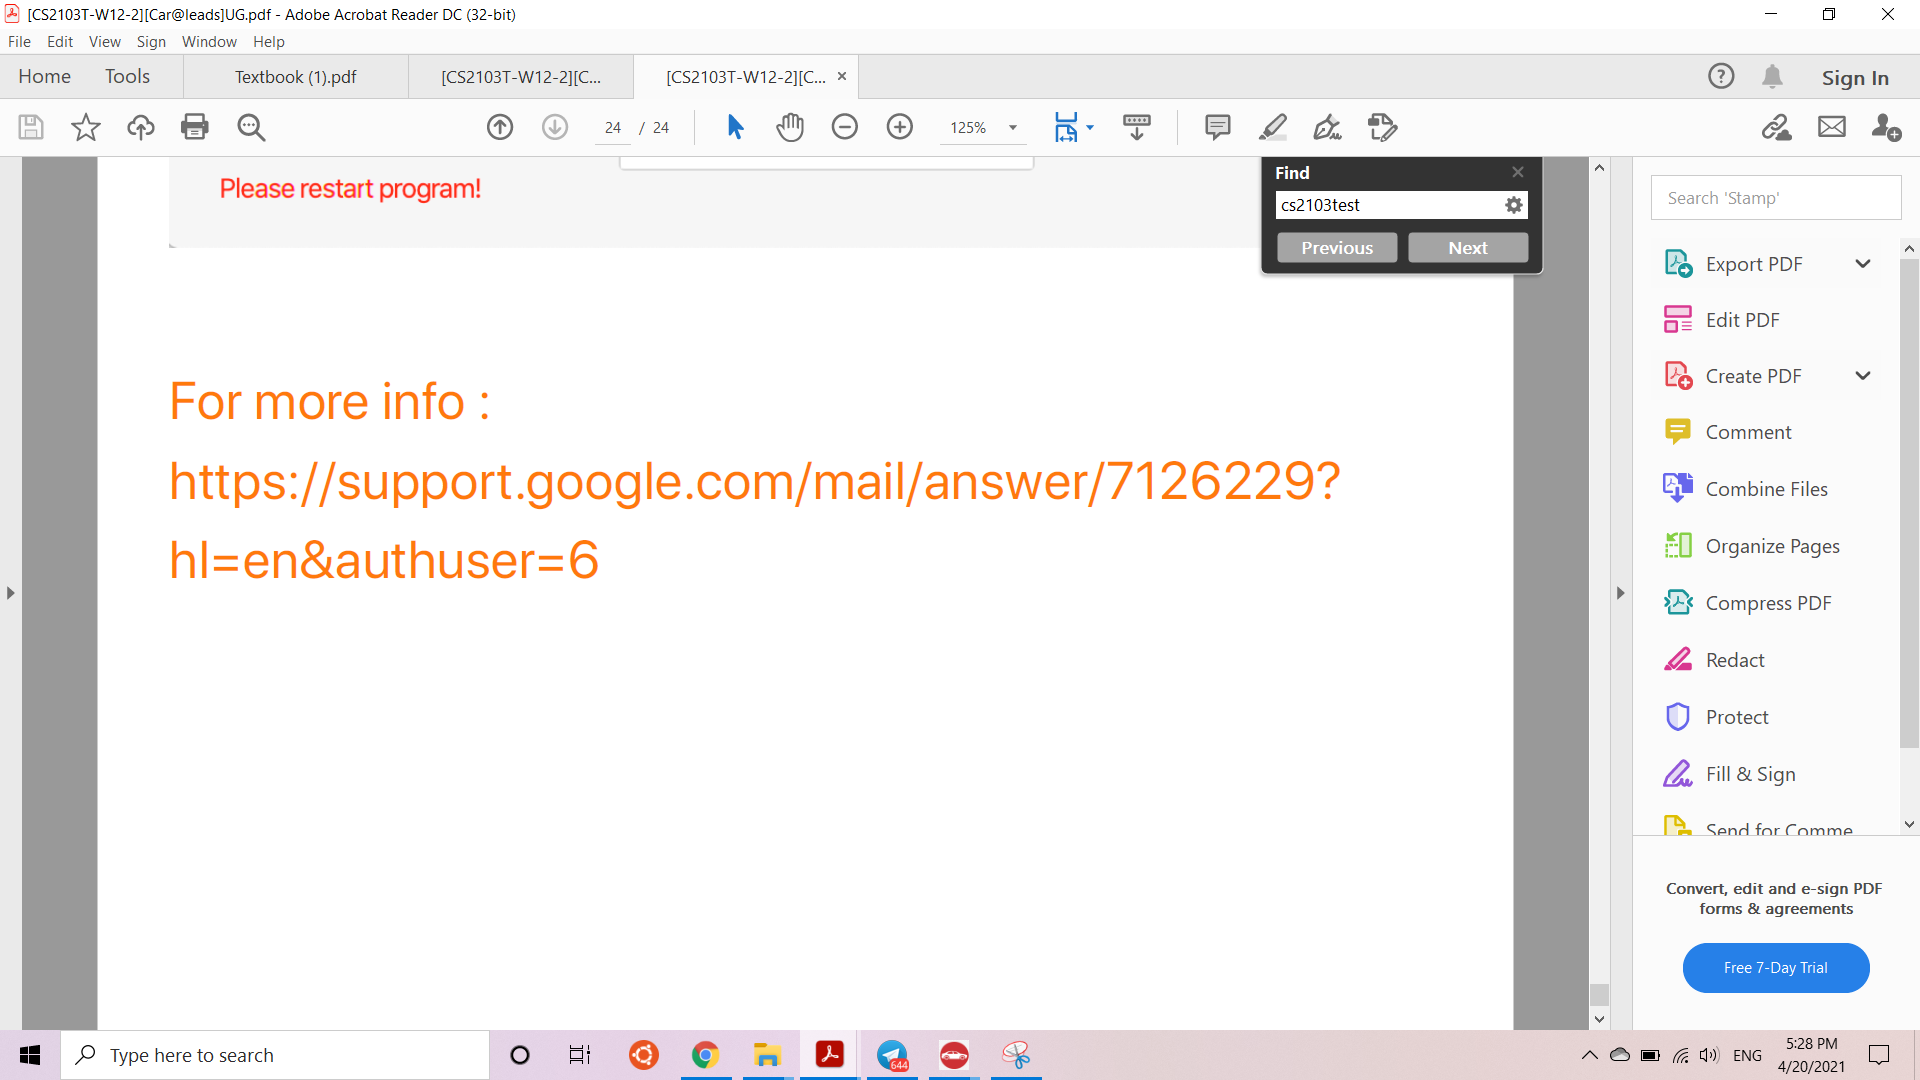 [CS2103T-W12-2][Car@leads]UG.pdf - Adobe Acrobat Reader DC (32-bit)
File Edit View Sign Window Help
Home Tools Textbook (1).pdf [CS2103T-W12-2][C... [CS2103T-W12-2][C... Sign In
24 / 24 125%
Please restart program!
Find
cs2103test
Previous Next
For more info :
https://support.google.com/mail/answer/7126229?
hl=en&authuser=6
Search 'Stamp'
Export PDF
Edit PDF
Create PDF
Comment
Combine Files
Organize Pages
Compress PDF
Redact
Protect
Fill & Sign
Send for Comme
Convert, edit and e-sign PDF
forms & agreements
Free 7-Day Trial
Type here to search
644
ENG
5:28 PM
4/20/2021